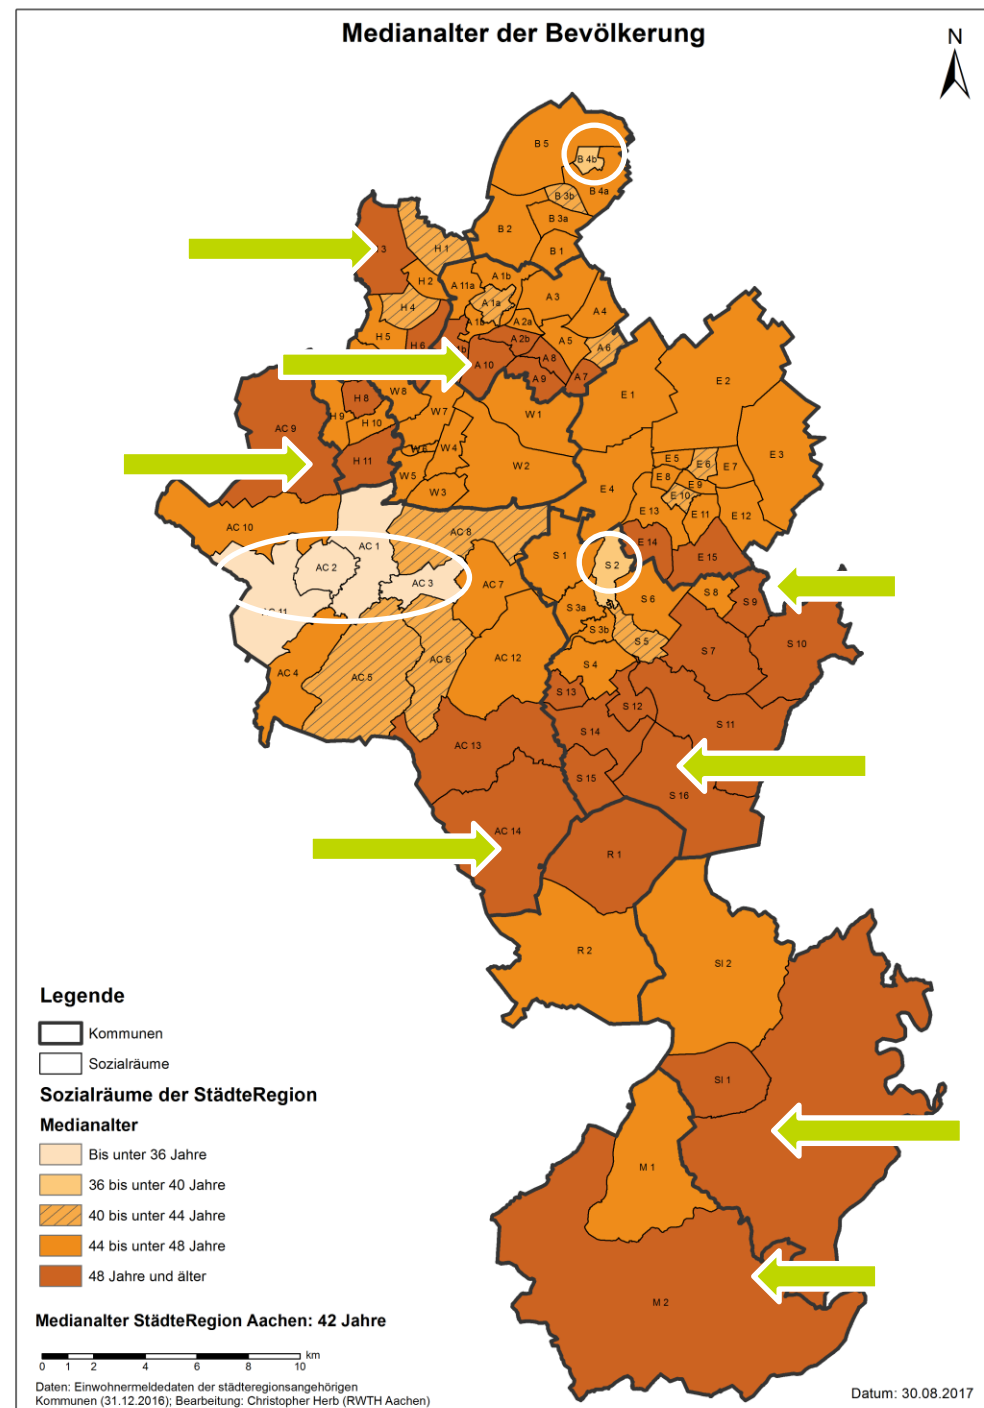 Medianalter der Bevölkerung
N
B 5
B 4b
B 4a
B 3b
B 3a
B 2
B 1
3
H 1
H 2
A 11a
A 1b
A 1a
A 3
A 4
H 4
A 2a
H 5
H 6
A 2b
A 5
A 6
A 8
A 10
A 9
A 7
E 1
E 2
W 8
H 8
W 7
W 1
H 9
H 10
AC 9
W 6
W 4
H 11
W 5
W 2
W 3
E 5
E 6
E 7
E 3
E 8
E 9
E 4
E 10
E 13
E 11
E 12
AC 10
AC 1
AC 8
E 14
E 15
S 1
S 2
AC 2
AC 3
AC 7
AC 11
S 3a
S 6
S 8
S 9
S 3b
S 5
S 10
AC 4
AC 5
AC 6
AC 12
S 4
S 7
S 13
S 12
S 11
S 14
AC 13
S 15
S 16
AC 14
R 1
R 2
SI 2
SI 1
M 1
M 2
Legende
Kommunen
Sozialräume
Sozialräume der StädteRegion
Medianalter
Bis unter 36 Jahre
36 bis unter 40 Jahre
40 bis unter 44 Jahre
44 bis unter 48 Jahre
48 Jahre und älter
Medianalter StädteRegion Aachen: 42 Jahre
km
0 1 2 4 6 8 10
Daten: Einwohnermeldedaten der städteregionsangehörigen
Kommunen (31.12.2016); Bearbeitung: Christopher Herb (RWTH Aachen)
Datum: 30.08.2017